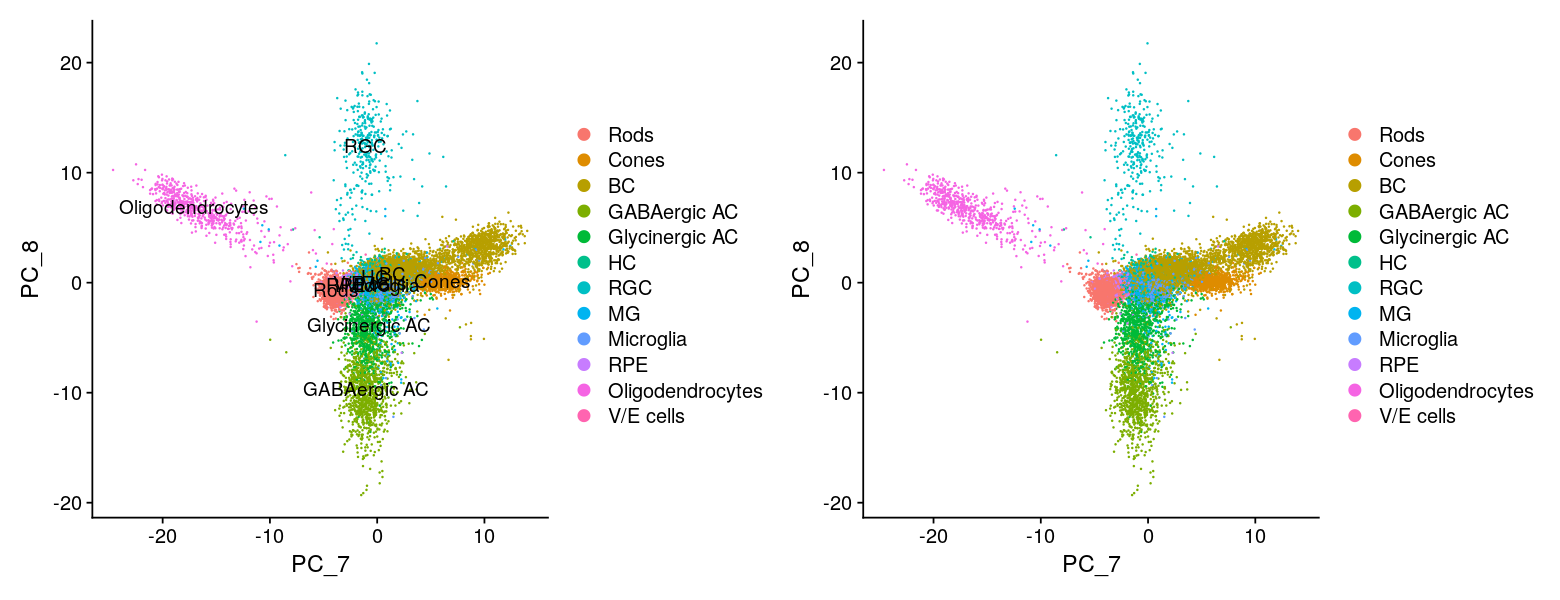 20
10
0
-10
-20
PC_8
-20
-10
0
10
PC_7
RGC
Oligodendrocytes
BC
HC
Cones
Rods
Glycinergic AC
GABAergic AC
Rods
Cones
BC
GABAergic AC
Glycinergic AC
HC
RGC
MG
Microglia
RPE
Oligodendrocytes
V/E cells
20
10
0
-10
-20
PC_8
-20
-10
0
10
PC_7
Rods
Cones
BC
GABAergic AC
Glycinergic AC
HC
RGC
MG
Microglia
RPE
Oligodendrocytes
V/E cells